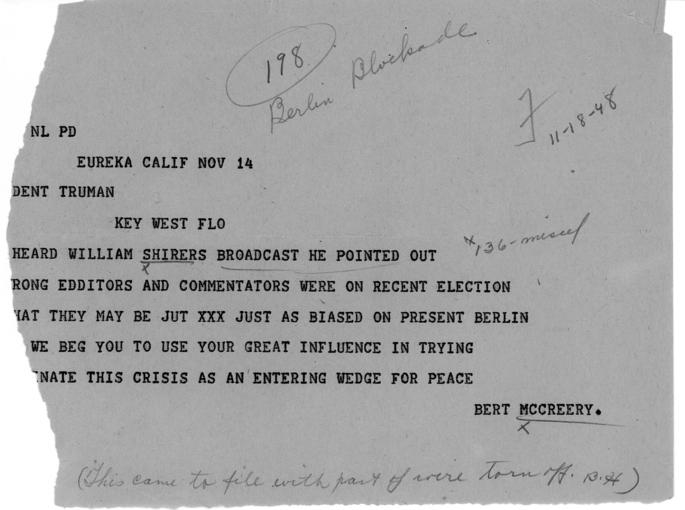 198
Berlin Blockade
F
11-18-48
NL PD
EUREKA CALIF NOV 14
DENT TRUMAN
KEY WEST FLO
HEARD WILLIAM SHIRERS BROADCAST HE POINTED OUT
x 136-miscel
RONG EDDITORS AND COMMENTATORS WERE ON RECENT ELECTION
HAT THEY MAY BE JUT XXX JUST AS BIASED ON PRESENT BERLIN
WE BEG YOU TO USE YOUR GREAT INFLUENCE IN TRYING
INATE THIS CRISIS AS AN ENTERING WEDGE FOR PEACE
BERT MCCREERY.
x
(This came to file with part of wire torn off. B.H)